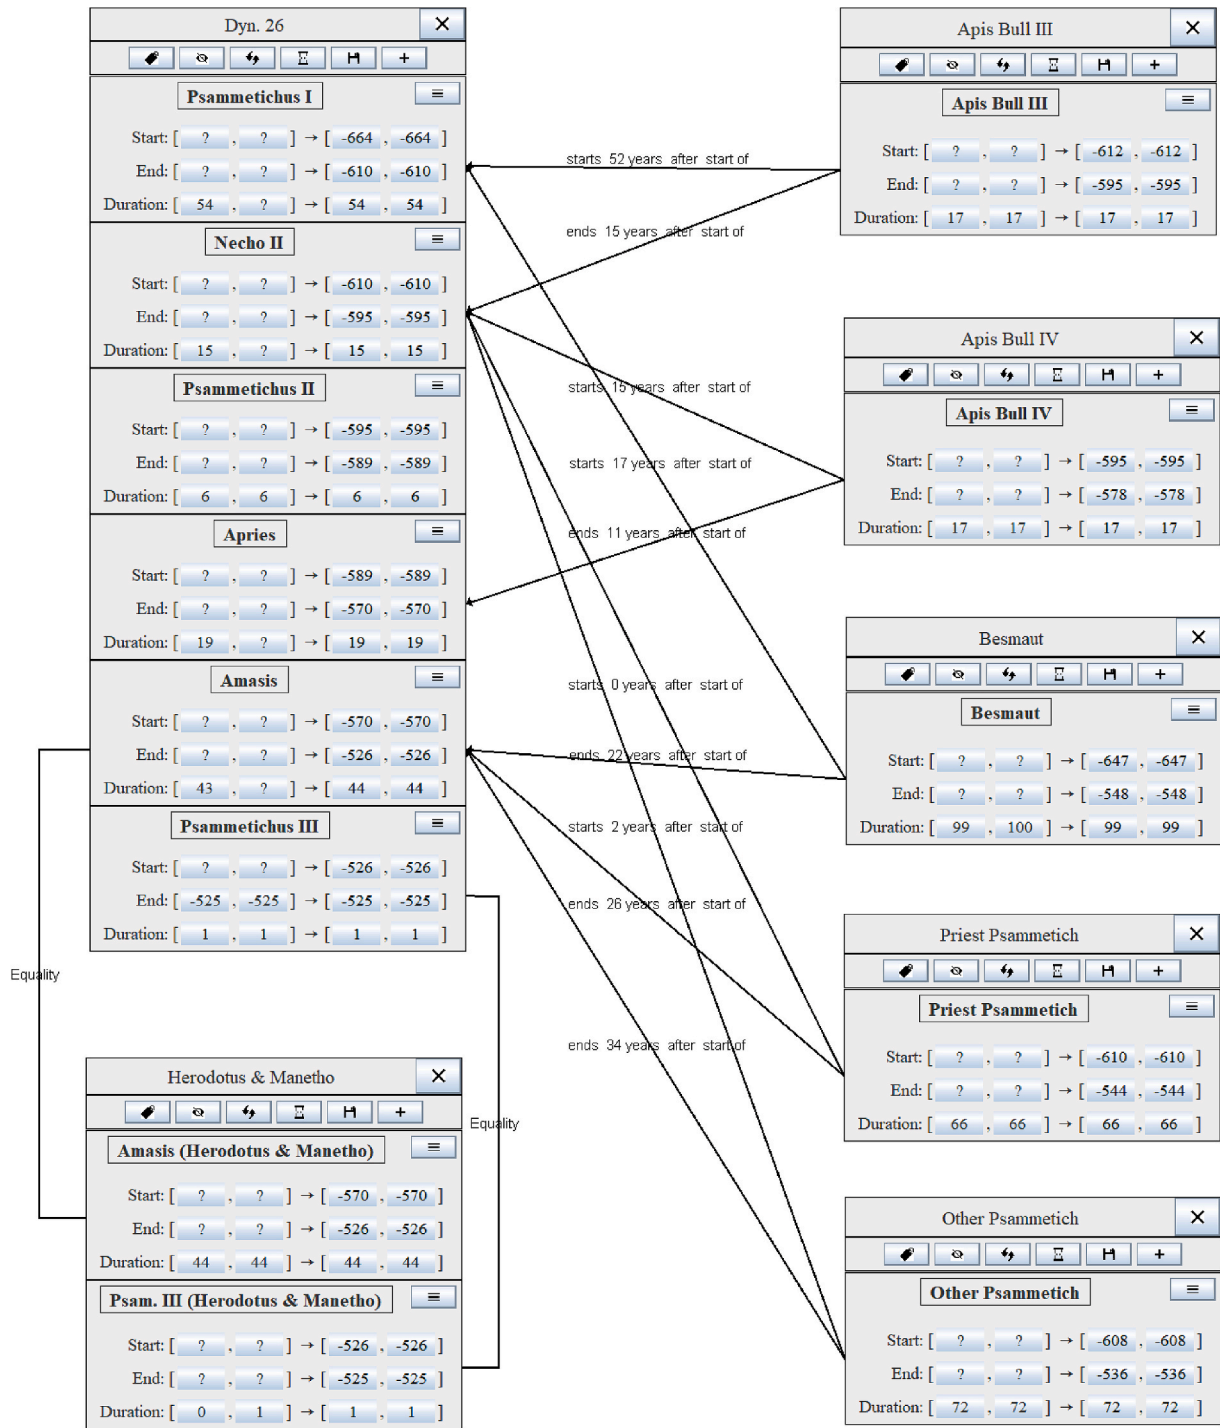 Dyn. 26
Psammetichus I
Start: [ ? , ? ] → [ -664 , -664 ]
End: [ ? , ? ] → [ -610 , -610 ]
Duration: [ 54 , ? ] → [ 54 , 54 ]
Necho II
Start: [ ? , ? ] → [ -610 , -610 ]
End: [ ? , ? ] → [ -595 , -595 ]
Duration: [ 15 , ? ] → [ 15 , 15 ]
Psammetichus II
Start: [ ? , ? ] → [ -595 , -595 ]
End: [ ? , ? ] → [ -589 , -589 ]
Duration: [ 6 , 6 ] → [ 6 , 6 ]
Apries
Start: [ ? , ? ] → [ -589 , -589 ]
End: [ ? , ? ] → [ -570 , -570 ]
Duration: [ 19 , ? ] → [ 19 , 19 ]
Amasis
Start: [ ? , ? ] → [ -570 , -570 ]
End: [ ? , ? ] → [ -526 , -526 ]
Duration: [ 43 , ? ] → [ 44 , 44 ]
Psammetichus III
Start: [ ? , ? ] → [ -526 , -526 ]
End: [ -525 , -525 ] → [ -525 , -525 ]
Duration: [ 1 , 1 ] → [ 1 , 1 ]
Equality
Herodotus & Manetho
Amasis (Herodotus & Manetho)
Start: [ ? , ? ] → [ -570 , -570 ]
End: [ ? , ? ] → [ -526 , -526 ]
Duration: [ 44 , 44 ] → [ 44 , 44 ]
Psam. III (Herodotus & Manetho)
Start: [ ? , ? ] → [ -526 , -526 ]
End: [ ? , ? ] → [ -525 , -525 ]
Duration: [ 0 , 1 ] → [ 1 , 1 ]
Equality
starts 52 years after start of
ends 15 years after start of
starts 15 years after start of
starts 17 years after start of
ends 11 years after start of
starts 0 years after start of
ends 22 years after start of
starts 2 years after start of
ends 26 years after start of
ends 34 years after start of
Apis Bull III
Apis Bull III
Start: [ ? , ? ] → [ -612 , -612 ]
End: [ ? , ? ] → [ -595 , -595 ]
Duration: [ 17 , 17 ] → [ 17 , 17 ]
Apis Bull IV
Apis Bull IV
Start: [ ? , ? ] → [ -595 , -595 ]
End: [ ? , ? ] → [ -578 , -578 ]
Duration: [ 17 , 17 ] → [ 17 , 17 ]
Besmaut
Besmaut
Start: [ ? , ? ] → [ -647 , -647 ]
End: [ ? , ? ] → [ -548 , -548 ]
Duration: [ 99 , 100 ] → [ 99 , 99 ]
Priest Psammetich
Priest Psammetich
Start: [ ? , ? ] → [ -610 , -610 ]
End: [ ? , ? ] → [ -544 , -544 ]
Duration: [ 66 , 66 ] → [ 66 , 66 ]
Other Psammetich
Other Psammetich
Start: [ ? , ? ] → [ -608 , -608 ]
End: [ ? , ? ] → [ -536 , -536 ]
Duration: [ 72 , 72 ] → [ 72 , 72 ]